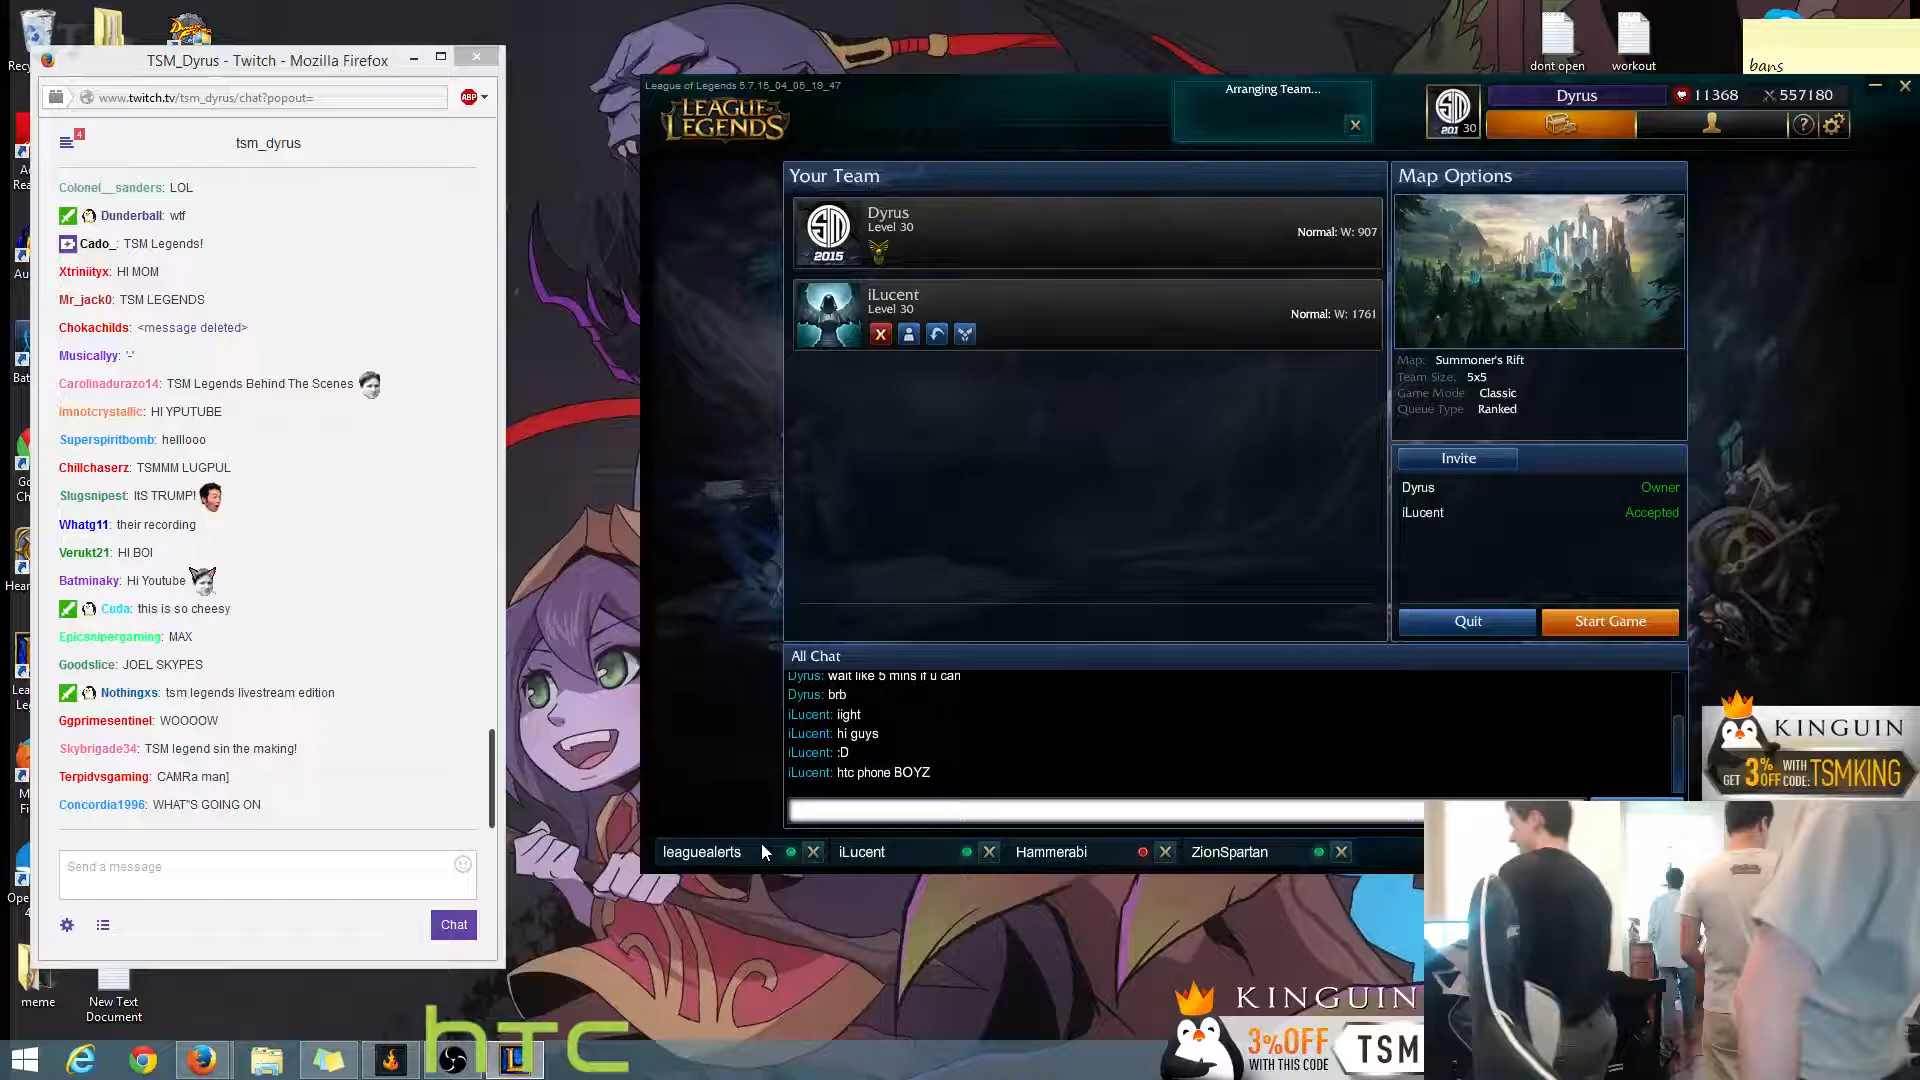 TSM_Dyrus - Twitch - Mozilla Firefox
www.twitch.tv/tsm_dyrus/chat?popout=
ABP
4
tsm_dyrus
Colonel__sanders: LOL
Dunderball: wtf
Cado_: TSM Legends!
Xtriniityx: HI MOM
Mr_jack0: TSM LEGENDS
Chokachilds: <message deleted>
Musicallyy: '-'
Carolinadurazo14: TSM Legends Behind The Scenes
imnotcrystallic: HI YPUTUBE
Superspiritbomb: helllooo
Chillchaserz: TSMMM LUGPUL
Slugsnipest: ItS TRUMP!
Whatg11: their recording
Verukt21: HI BOI
Batminaky: Hi Youtube
Cuda: this is so cheesy
Epicsnipergaming: MAX
Goodslice: JOEL SKYPES
Nothingxs: tsm legends livestream edition
Ggprimesentinel: WOOOOW
Skybrigade34: TSM legend sin the making!
Terpidvsgaming: CAMRa man]
Concordia1996: WHAT"S GOING ON
Send a message
Chat
meme
New Text
Document
dont open
workout
bans
League of Legends 5.7.15_04_05_19_47
LEAGUE
of
LEGENDS
Arranging Team...
Dyrus
11368
557180
30
Your Team
Dyrus
Level 30
2015
Normal: W: 907
iLucent
Level 30
Normal: W: 1761
Map Options
Map: Summoner's Rift
Team Size: 5x5
Game Mode: Classic
Queue Type: Ranked
Invite
Dyrus Owner
iLucent Accepted
Quit
Start Game
All Chat
Dyrus: wait like 5 mins if u can
Dyrus: brb
iLucent: iight
iLucent: hi guys
iLucent: :D
iLucent: htc phone BOYZ
leaguealerts
iLucent
Hammerabi
ZionSpartan
KINGUIN
GET 3% OFF WITH CODE: TSMKING
KINGUIN
3% OFF
WITH THIS CODE
TSM
hTC